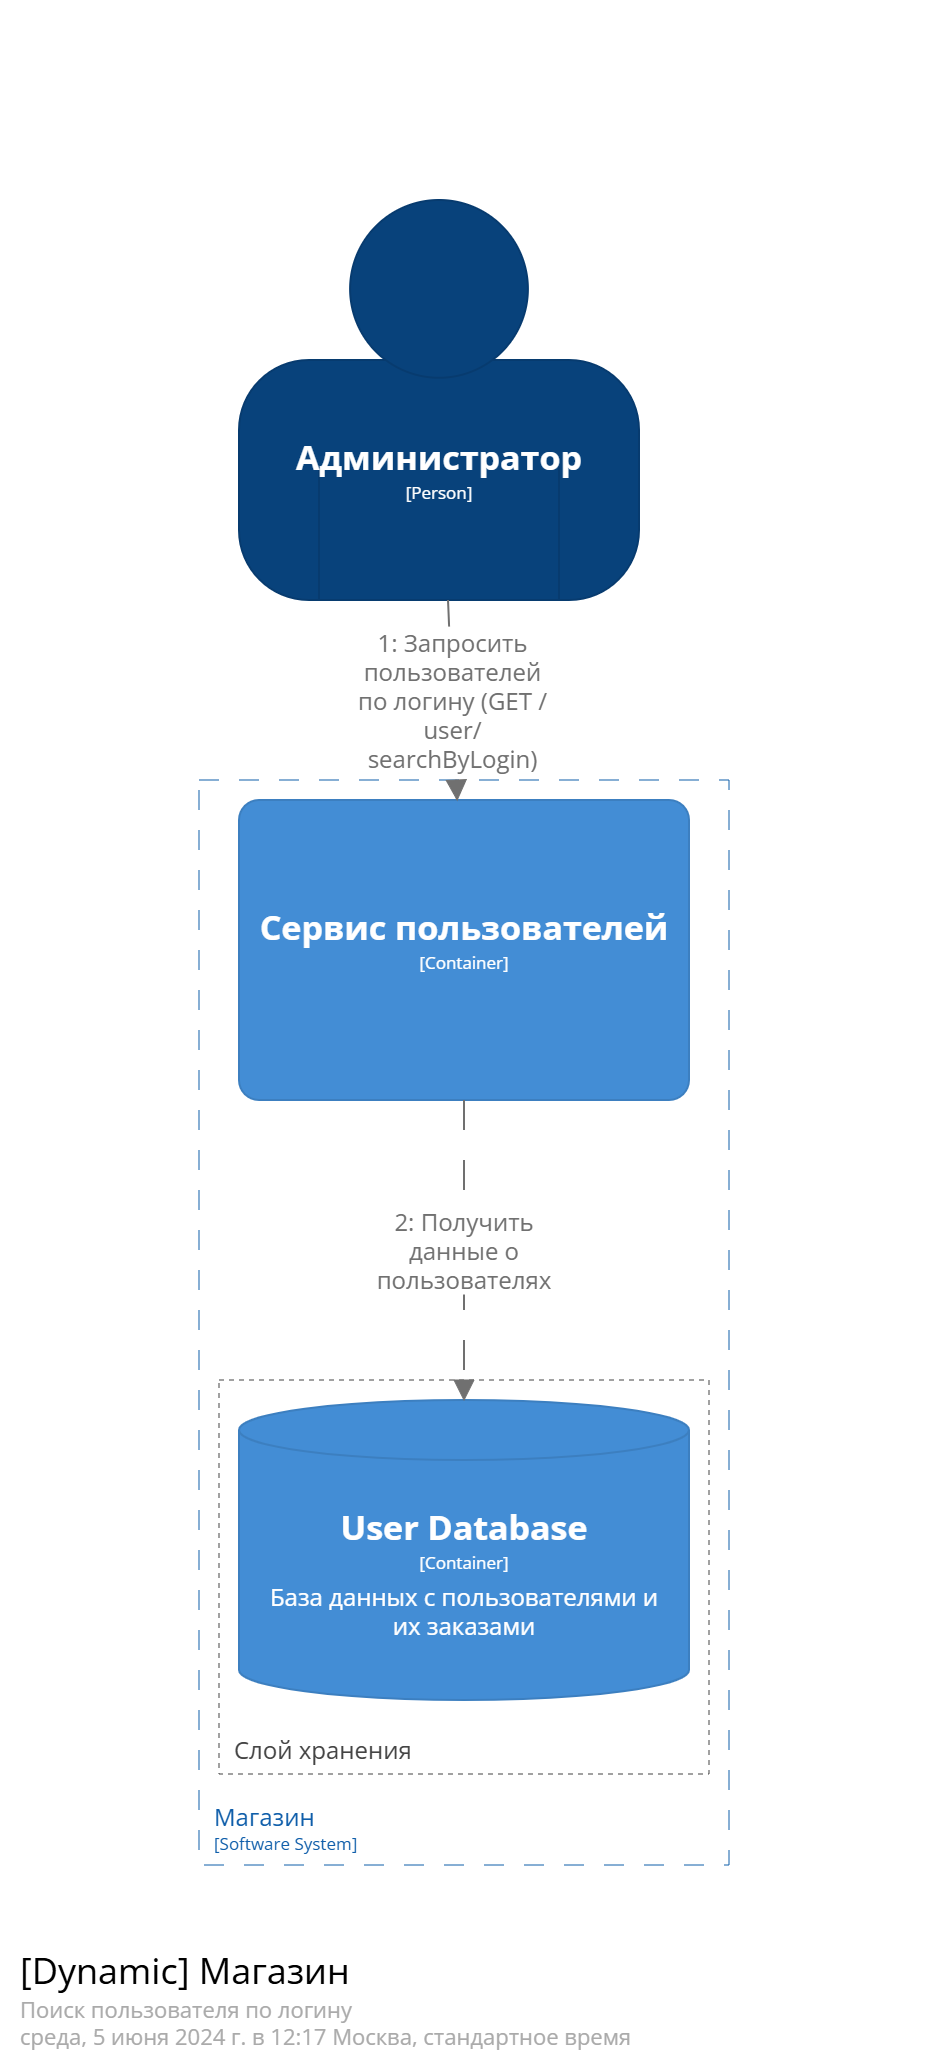 Администратор
[Person]
1: Запросить
пользователей
по логину (GET /
user/
searchByLogin)
Сервис пользователей
[Container]
2: Получить
данные о
пользователях
User Database
[Container]
База данных с пользователями и
их заказами
Слой хранения
Магазин
[Software System]
[Dynamic] Магазин
Поиск пользователя по логину
среда, 5 июня 2024 г. в 12:17 Москва, стандартное время